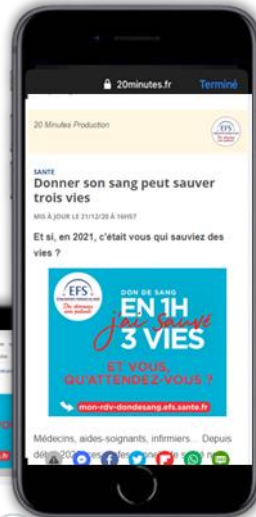 20minutes.fr Terminé
20 Minutes Production
EFS
SANTE
Donner son sang peut sauver
trois vies
MIS À JOUR LE 21/12/20 À 16H57
Et si, en 2021, c'était vous qui sauviez des
vies ?
EFS
DON DE SANG
EN 1H
j'ai sauvé
3 VIES
ET VOUS,
QU'ATTENDEZ-VOUS ?
mon-rdv-dondesang.efs.sante.fr
Médecins, aides-soignants, infirmiers... Depuis